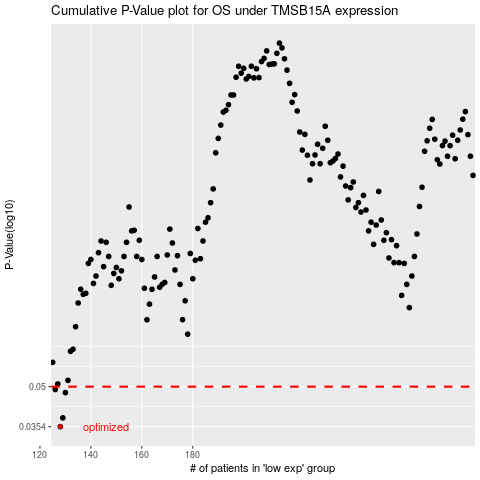 Cumulative P-Value plot for OS under TMSB15A expression
P-Value(log10)
0.05
0.0354
optimized
120 140 160 180
# of patients in 'low exp' group